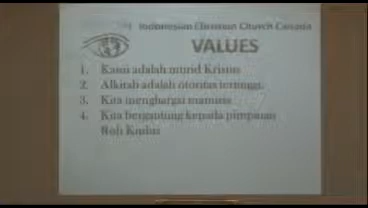 Indonesian Christian Church Canada
VALUES
1. Kami adalah murid Kristus
2. Alkitab adalah otoritas tertinggi
3. Kita menghargai manusia
4. Kita bergantung kepada pimpinan
Roh Kudus